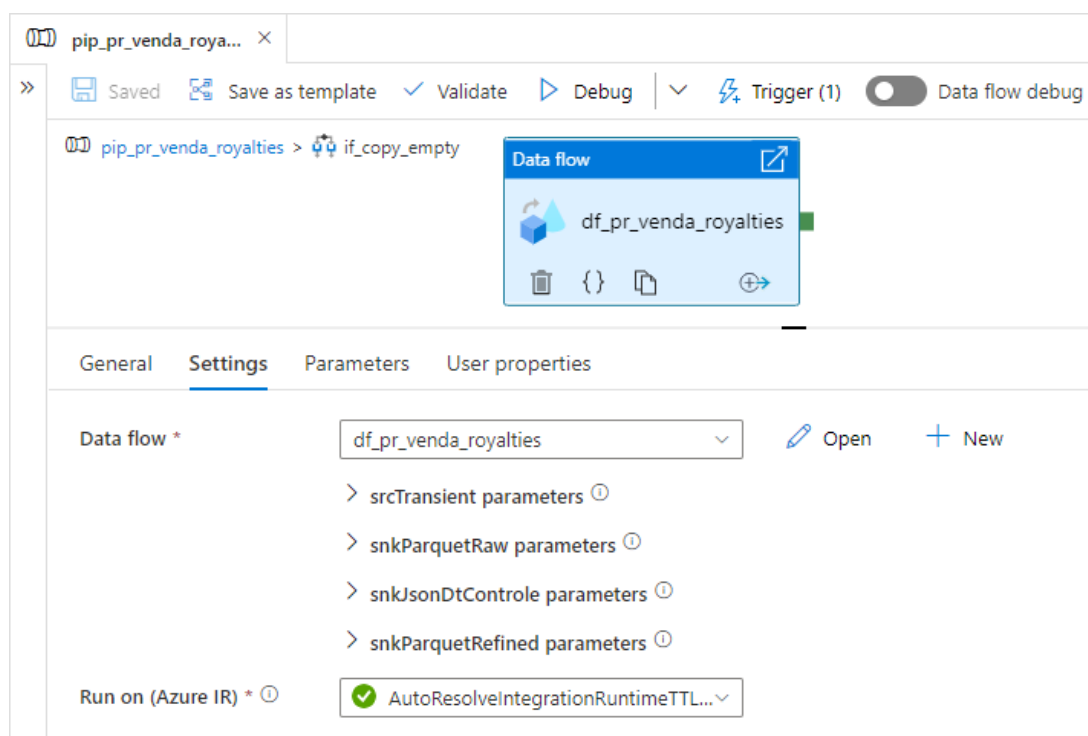 pip_pr_venda_roya...
Saved Save as template Validate Debug Trigger (1) Data flow debug
pip_pr_venda_royalties > if_copy_empty
Data flow
df_pr_venda_royalties
{}
General Settings Parameters User properties
Data flow * df_pr_venda_royalties Open New
srcTransient parameters
snkParquetRaw parameters
snkJsonDtControle parameters
snkParquetRefined parameters
Run on (Azure IR) * AutoResolveIntegrationRuntimeTTL...